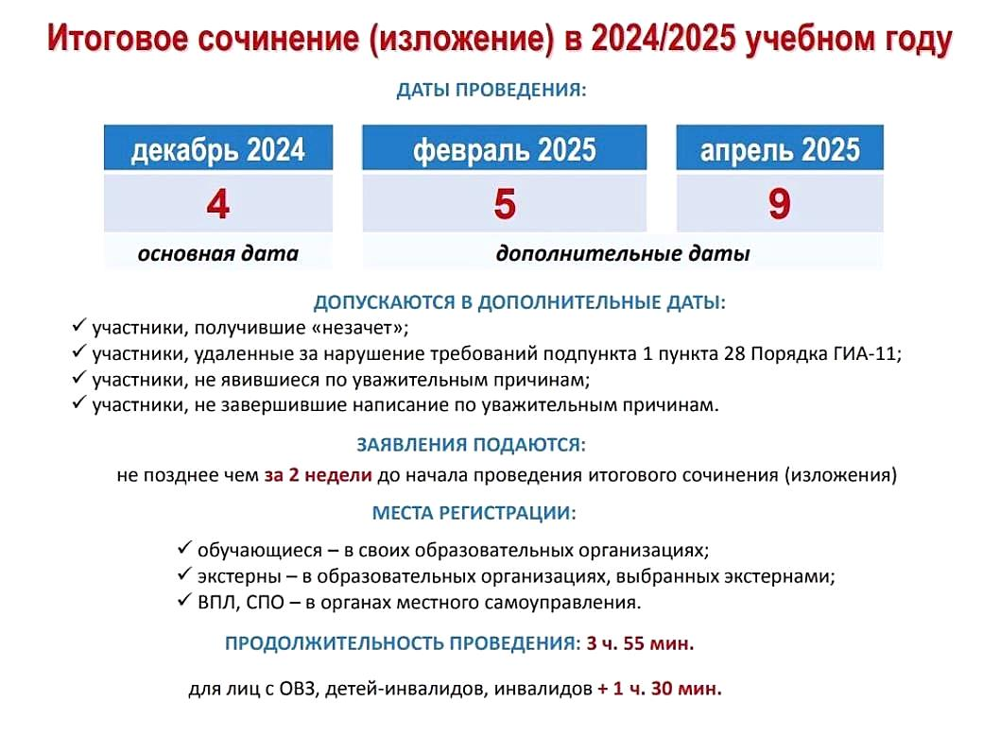 Итоговое сочинение (изложение) в 2024/2025 учебном году
ДАТЫ ПРОВЕДЕНИЯ:
декабрь 2024 февраль 2025 апрель 2025
4 5 9
основная дата дополнительные даты
ДОПУСКАЮТСЯ В ДОПОЛНИТЕЛЬНЫЕ ДАТЫ:
✓ участники, получившие «незачет»;
✓ участники, удаленные за нарушение требований подпункта 1 пункта 28 Порядка ГИА-11;
✓ участники, не явившиеся по уважительным причинам;
✓ участники, не завершившие написание по уважительным причинам.
ЗАЯВЛЕНИЯ ПОДАЮТСЯ:
не позднее чем за 2 недели до начала проведения итогового сочинения (изложения)
МЕСТА РЕГИСТРАЦИИ:
✓ обучающиеся – в своих образовательных организациях;
✓ экстерны – в образовательных организациях, выбранных экстернами;
✓ ВПЛ, СПО – в органах местного самоуправления.
ПРОДОЛЖИТЕЛЬНОСТЬ ПРОВЕДЕНИЯ: 3 ч. 55 мин.
для лиц с ОВЗ, детей-инвалидов, инвалидов + 1 ч. 30 мин.